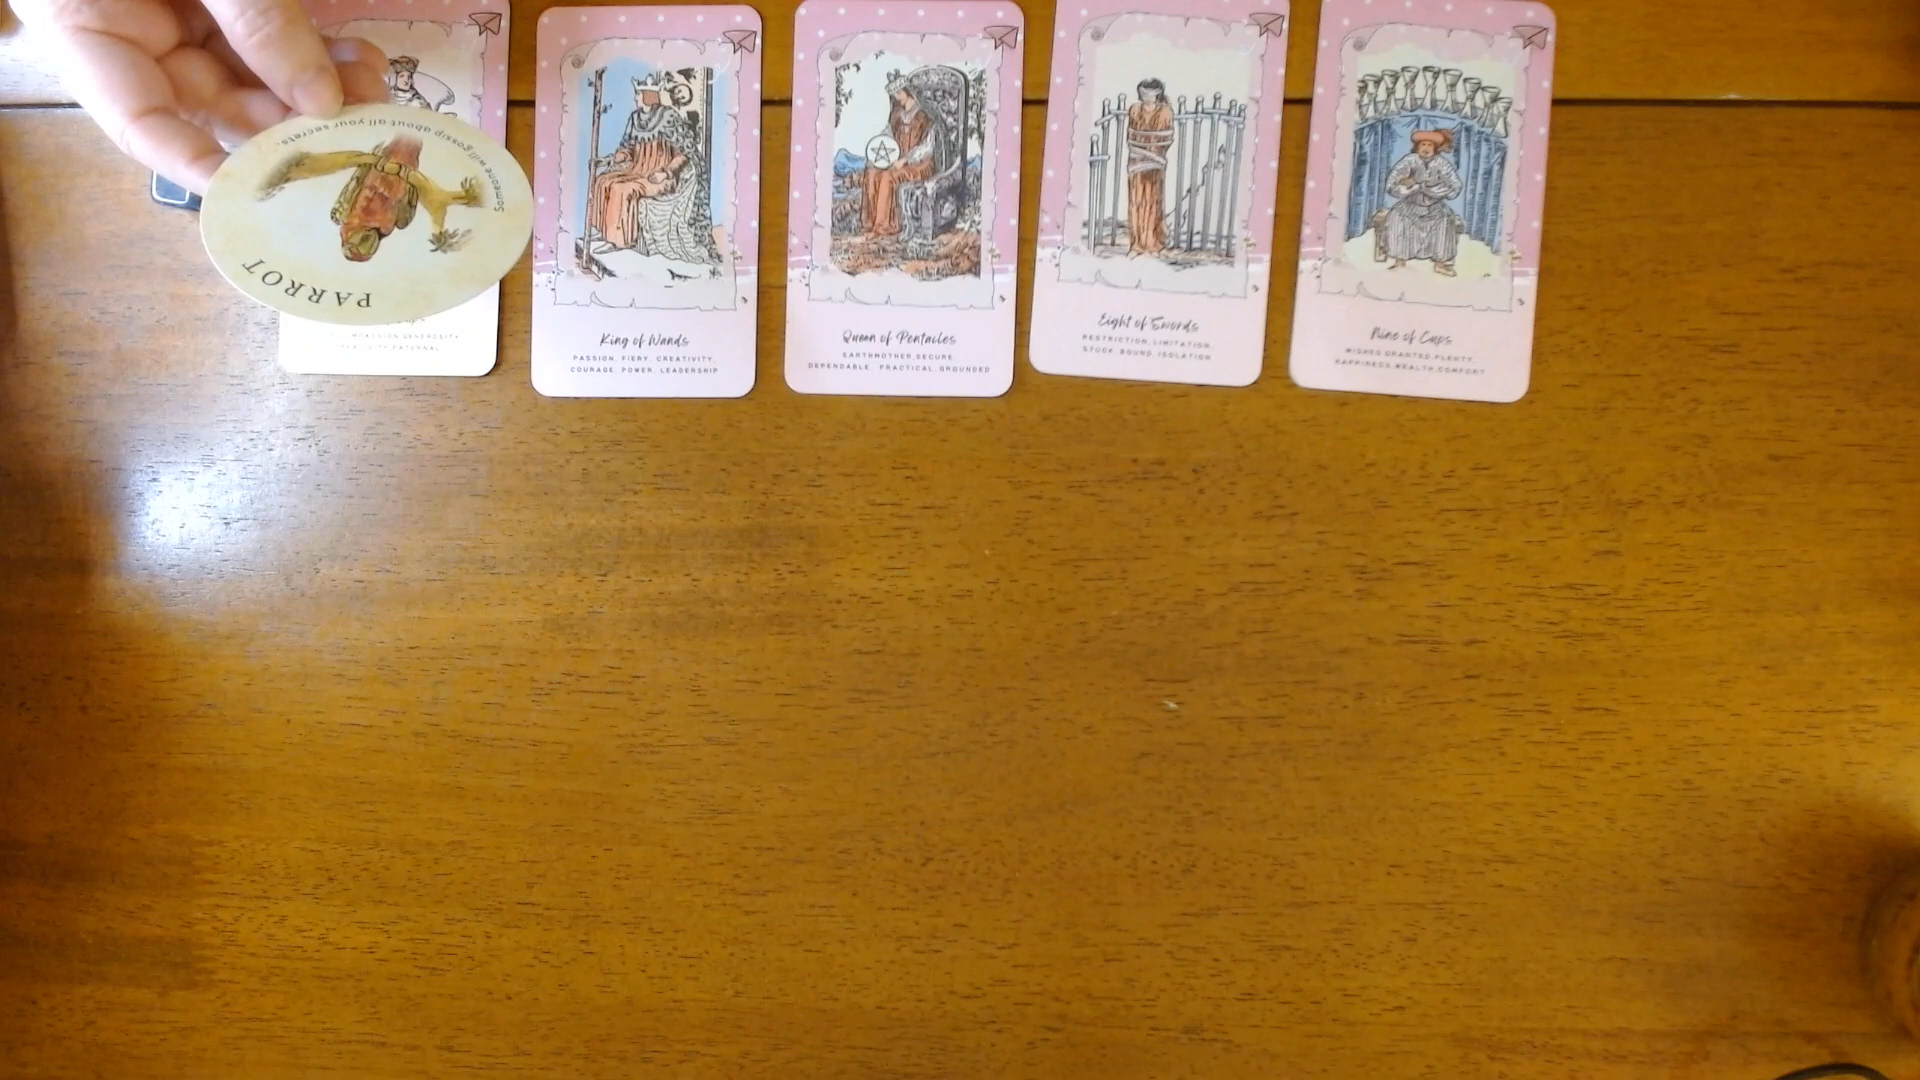 Someone will gossip about all your secrets.
PARROT
King of Wands
PASSION. FIERY. CREATIVITY.
COURAGE. POWER. LEADERSHIP
Queen of Pentacles
EARTHMOTHER. SECURE.
DEPENDABLE. PRACTICAL. GROUNDED
Eight of Swords
RESTRICTION. LIMITATION.
STUCK. BOUND. ISOLATION
Nine of Cups
WISHES GRANTED. PLENTY.
HAPPINESS. WEALTH. COMFORT
GENEROSITY
PATERNAL